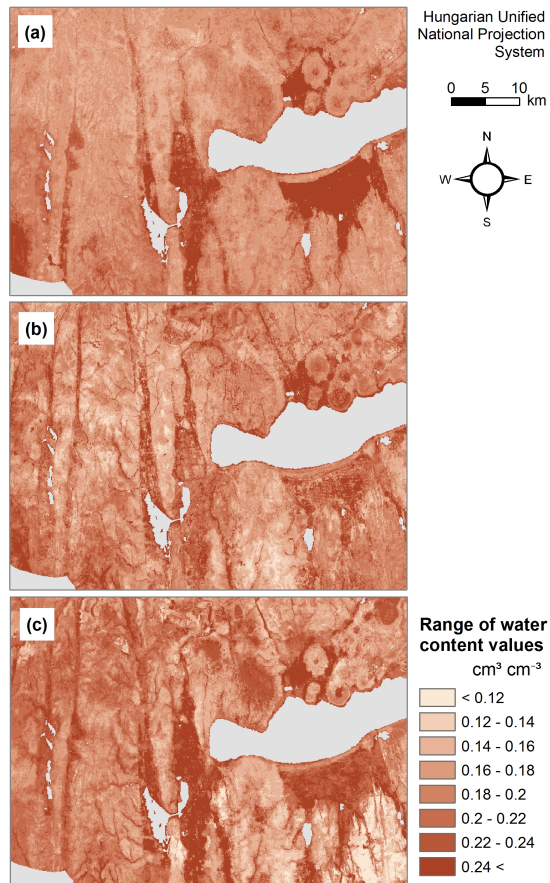 (a)
Hungarian Unified
National Projection
System
0 5 10
km
N
W E
S
(b)
(c)
Range of water
content values
cm³ cm⁻³
< 0.12
0.12 - 0.14
0.14 - 0.16
0.16 - 0.18
0.18 - 0.2
0.2 - 0.22
0.22 - 0.24
0.24 <